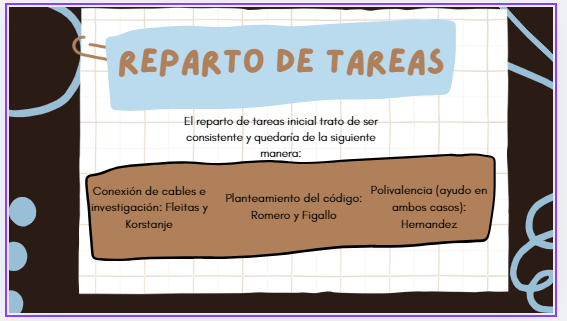 REPARTO DE TAREAS
El reparto de tareas inicial trato de ser
consistente y quedaría de la siguiente
manera:
Conexión de cables e
investigación: Fleitas y
Korstanje
Planteamiento del código:
Romero y Figallo
Polivalencia (ayudo en
ambos casos):
Hernandez